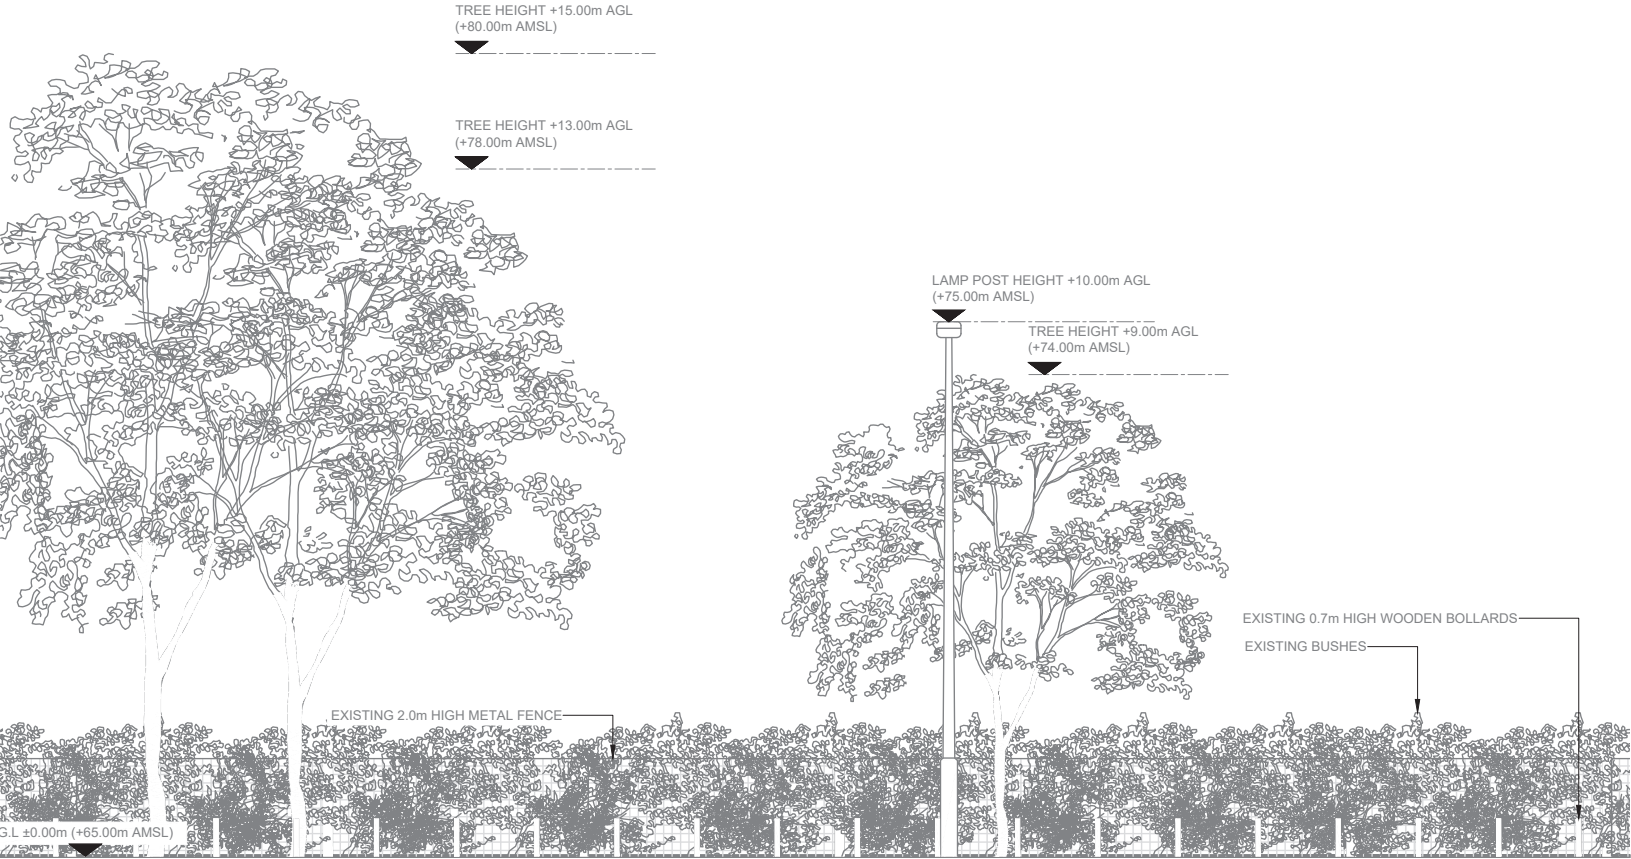 TREE HEIGHT +15.00m AGL
(+80.00m AMSL)
TREE HEIGHT +13.00m AGL
(+78.00m AMSL)
LAMP POST HEIGHT +10.00m AGL
(+75.00m AMSL)
TREE HEIGHT +9.00m AGL
(+74.00m AMSL)
EXISTING 0.7m HIGH WOODEN BOLLARDS
EXISTING BUSHES
EXISTING 2.0m HIGH METAL FENCE
G.L ±0.00m (+65.00m AMSL)